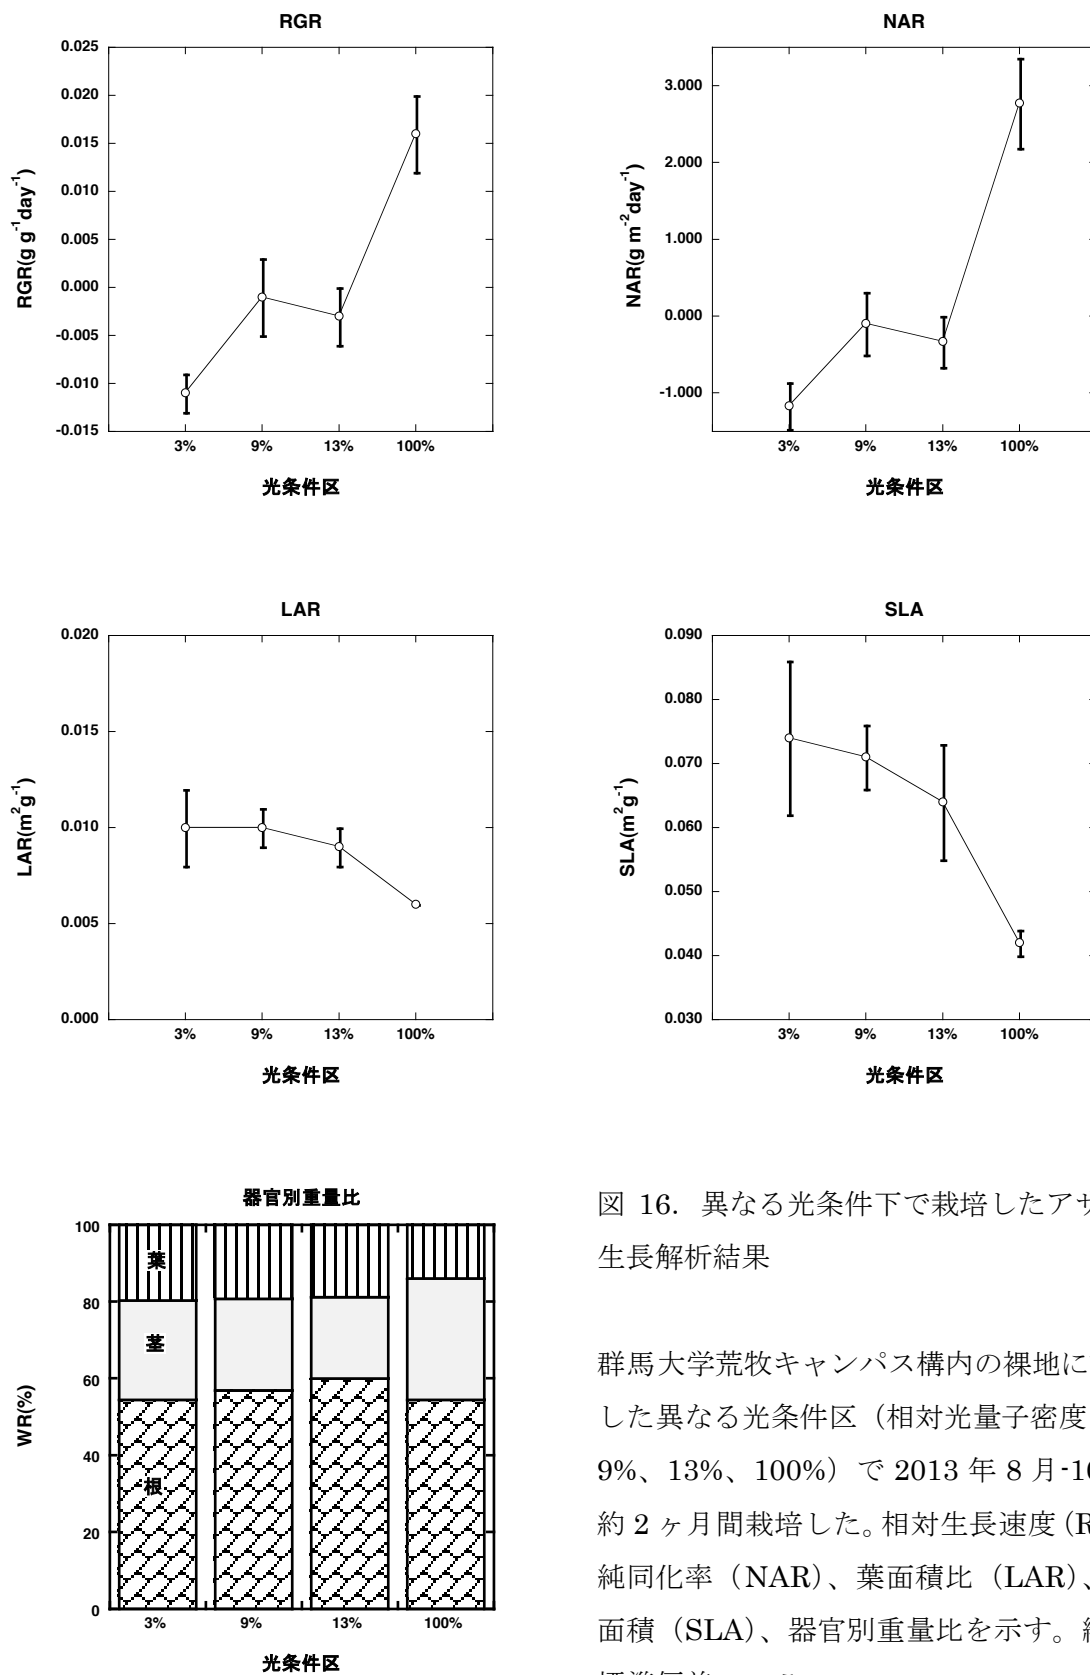 RGR
0.025
0.020
0.015
0.010
0.005
0.000
-0.005
-0.010
-0.015
RGR(g g⁻¹day⁻¹)
3% 9% 13% 100%
光条件区
NAR
3.000
2.000
1.000
0.000
-1.000
NAR(g m⁻²day⁻¹)
3% 9% 13% 100%
光条件区
LAR
0.020
0.015
0.010
0.005
0.000
LAR(m²g⁻¹)
3% 9% 13% 100%
光条件区
SLA
0.090
0.080
0.070
0.060
0.050
0.040
0.030
SLA(m²g⁻¹)
3% 9% 13% 100%
光条件区
器官別重量比
100
80
60
40
20
0
WR(%)
葉
茎
根
3% 9% 13% 100%
光条件区
図 16. 異なる光条件下で栽培したア
生長解析結果
群馬大学荒牧キャンパス構内の裸地に
した異なる光条件区（相対光量子密度
9%、13%、100%）で 2013 年 8 月-1
約 2 ヶ月間栽培した。相対生長速度（R
純同化率（NAR）、葉面積比（LAR）、
面積（SLA）、器官別重量比を示す。